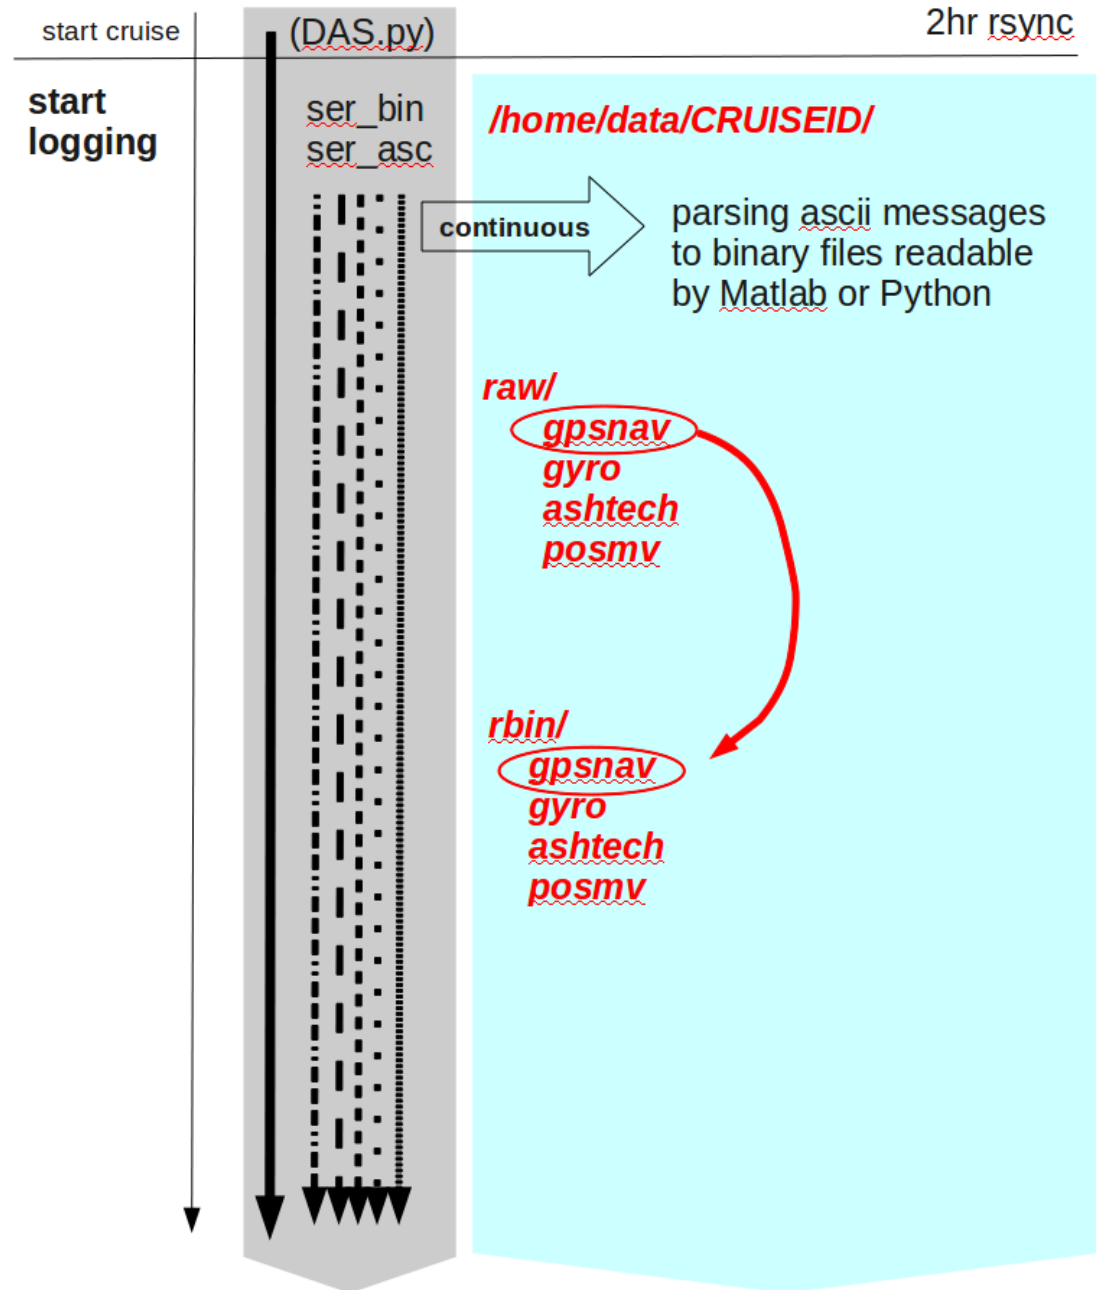 start cruise
(DAS.py)
2hr rsync
start
logging
ser_bin
ser_asc
/home/data/CRUISEID/
continuous
parsing ascii messages
to binary files readable
by Matlab or Python
raw/
gpsnav
gyro
ashtech
posmv
rbin/
gpsnav
gyro
ashtech
posmv